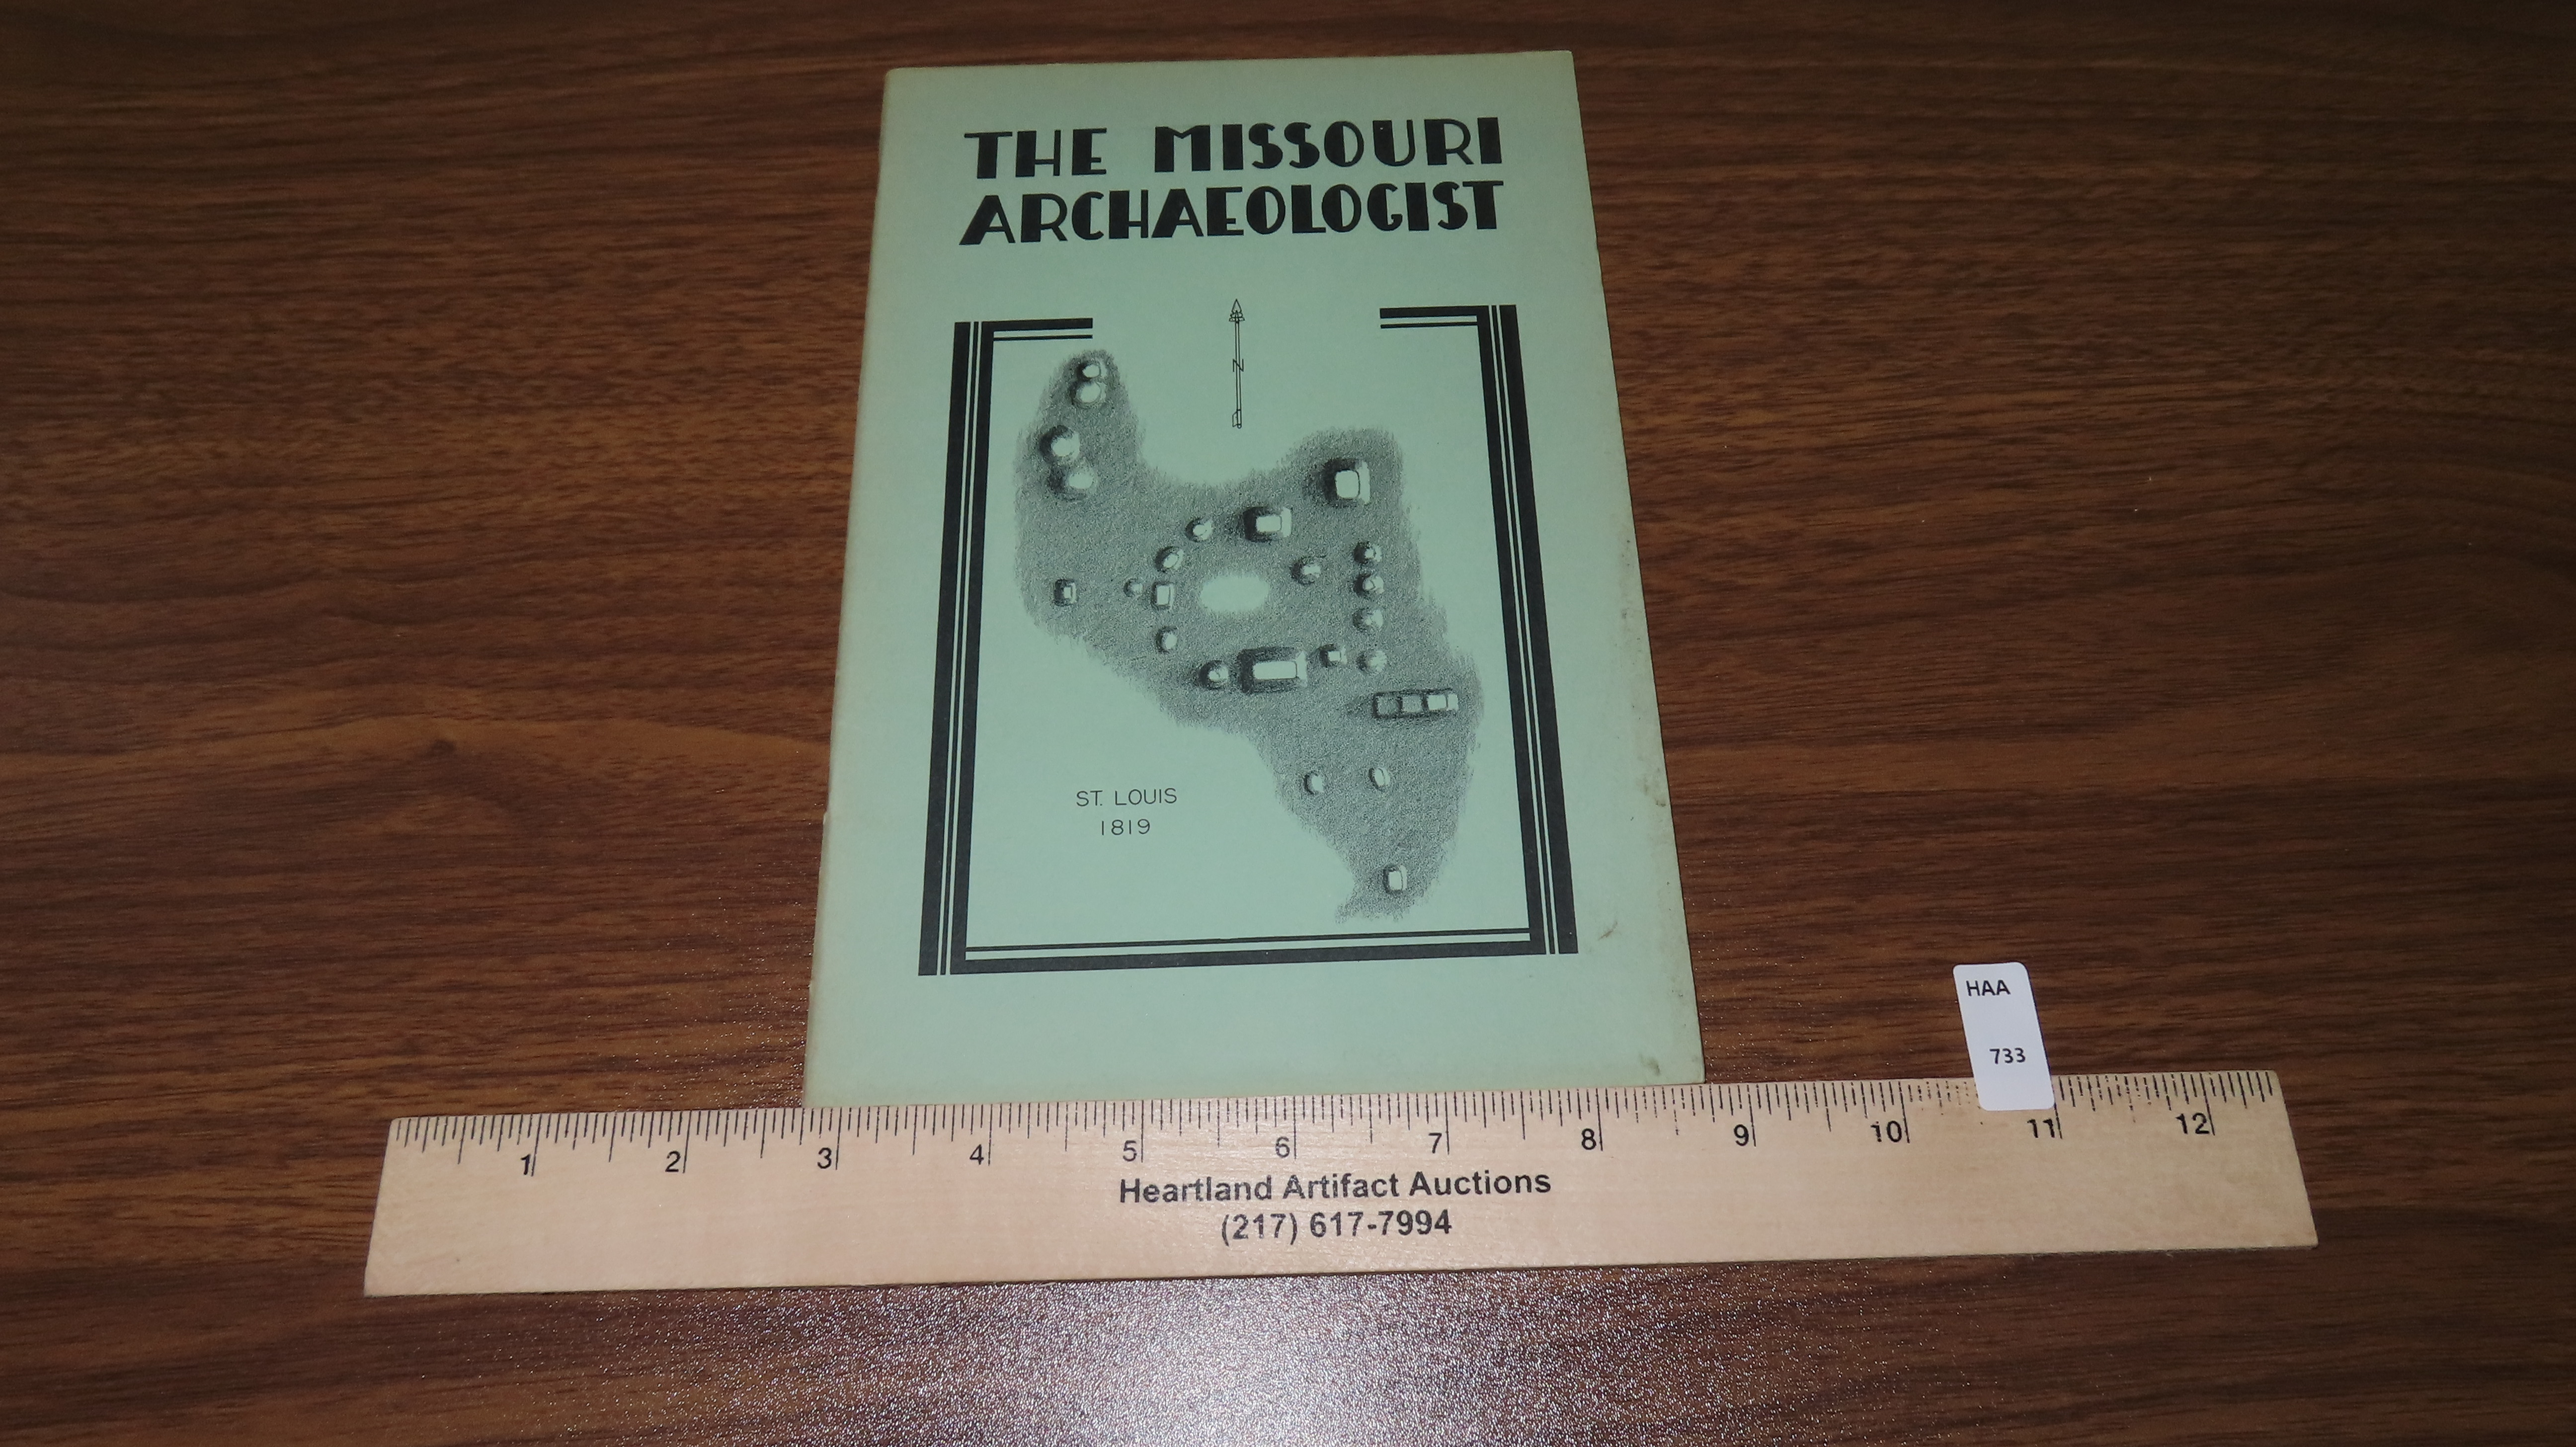 THE MISSOURI
ARCHAEOLOGIST
N
ST. LOUIS
1819
HAA
733
1 2 3 4 5 6 7 8 9 10 11 12
Heartland Artifact Auctions
(217) 617-7994